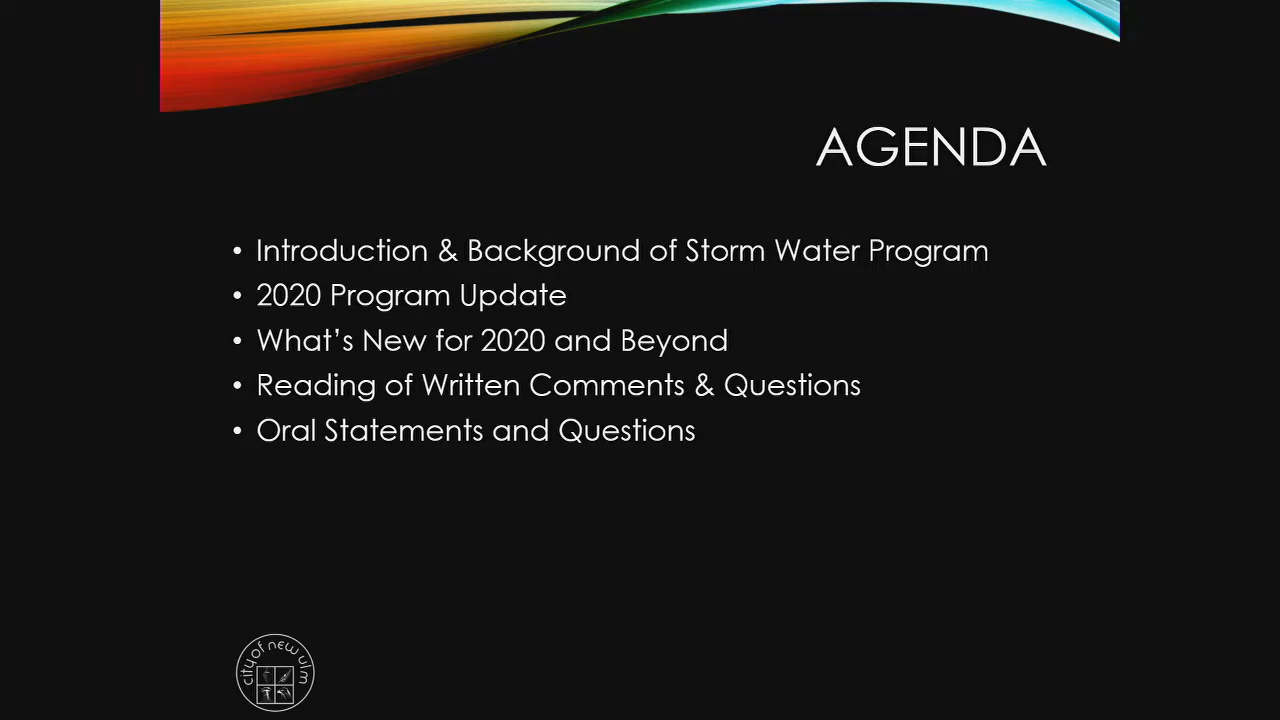 AGENDA
• Introduction & Background of Storm Water Program
• 2020 Program Update
• What’s New for 2020 and Beyond
• Reading of Written Comments & Questions
• Oral Statements and Questions
city of new ulm